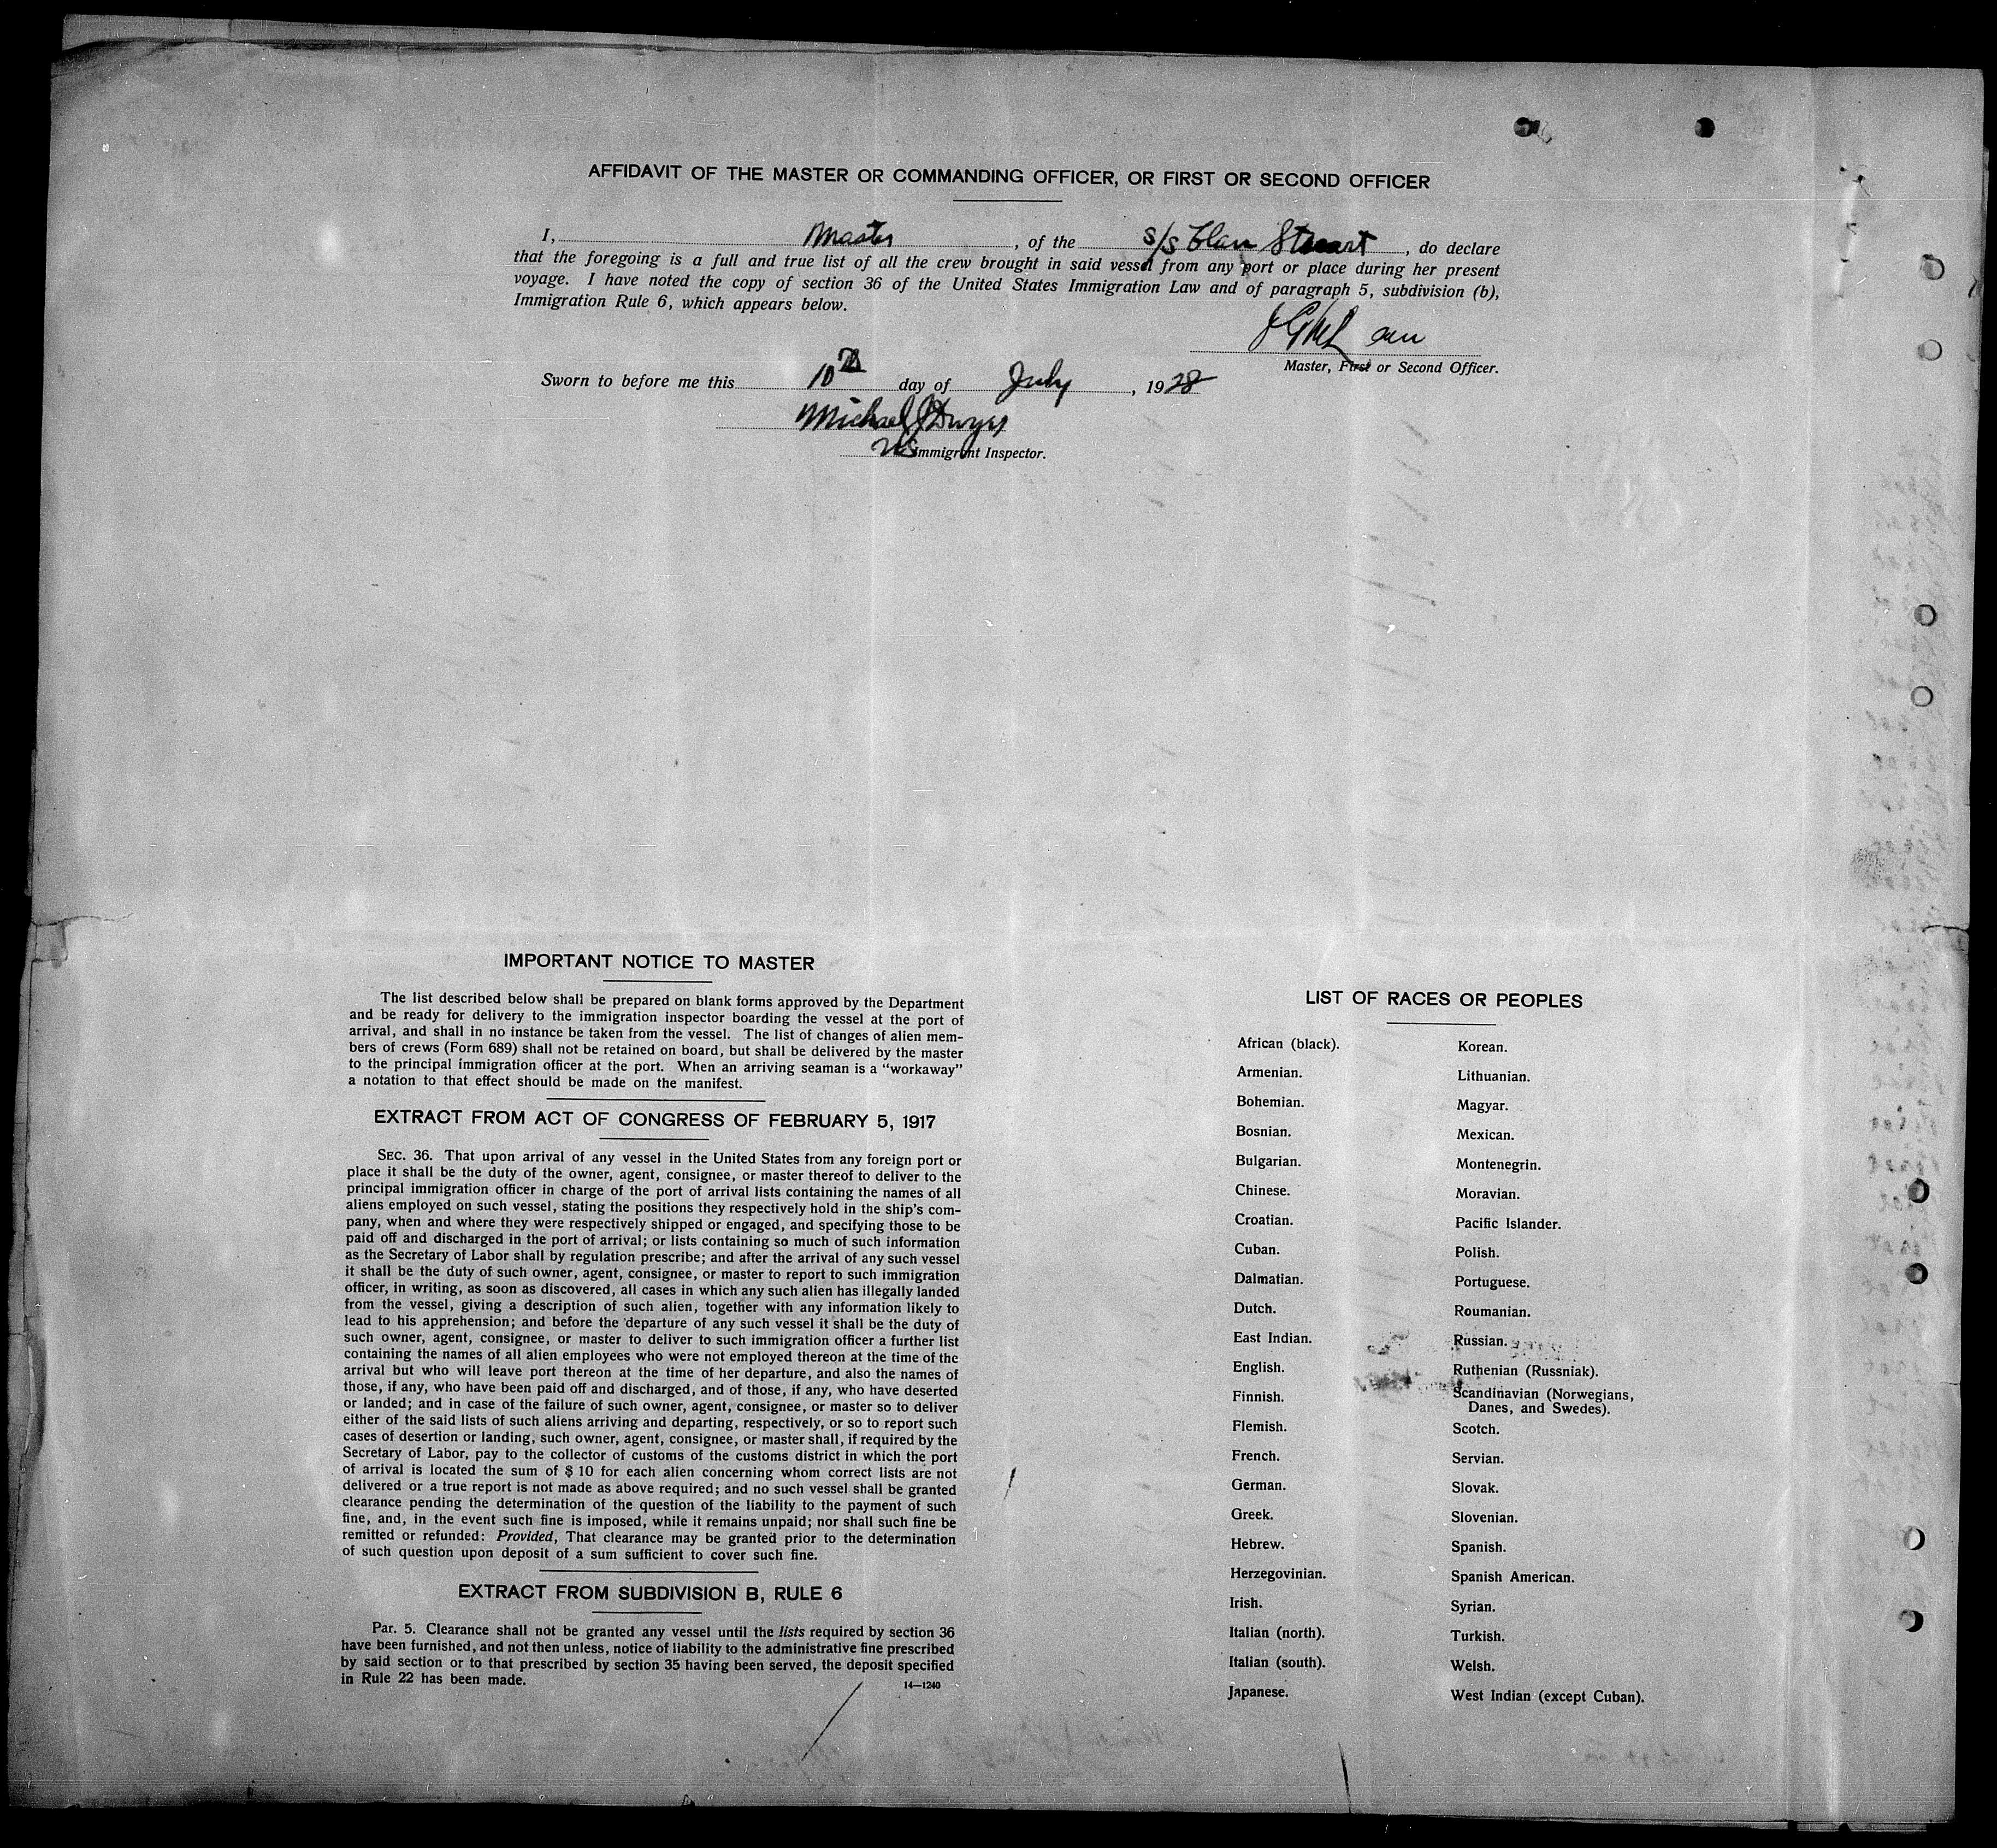 AFFIDAVIT OF THE MASTER OR COMMANDING OFFICER, OR FIRST OR SECOND OFFICER
I, Master, of the s/s Clan Stuart, do declare
that the foregoing is a full and true list of all the crew brought in said vessel from any port or place during her present
voyage. I have noted the copy of section 36 of the United States Immigration Law and of paragraph 5, subdivision (b),
Immigration Rule 6, which appears below.
Master, First or Second Officer.
Sworn to before me this 10th day of July, 1928
Michael J Dwyer
US Immigrant Inspector.
IMPORTANT NOTICE TO MASTER
The list described below shall be prepared on blank forms approved by the Department
and be ready for delivery to the immigration inspector boarding the vessel at the port of
arrival, and shall in no instance be taken from the vessel. The list of changes of alien mem-
bers of crews (Form 689) shall not be retained on board, but shall be delivered by the master
to the principal immigration officer at the port. When an arriving seaman is a "workaway"
a notation to that effect should be made on the manifest.
EXTRACT FROM ACT OF CONGRESS OF FEBRUARY 5, 1917
SEC. 36. That upon arrival of any vessel in the United States from any foreign port or
place it shall be the duty of the owner, agent, consignee, or master thereof to deliver to the
principal immigration officer in charge of the port of arrival lists containing the names of all
aliens employed on such vessel, stating the positions they respectively hold in the ship's com-
pany, when and where they were respectively shipped or engaged, and specifying those to be
paid off and discharged in the port of arrival; or lists containing so much of such information
as the Secretary of Labor shall by regulation prescribe; and after the arrival of any such vessel
it shall be the duty of such owner, agent, consignee, or master to report to such immigration
officer, in writing, as soon as discovered, all cases in which any such alien has illegally landed
from the vessel, giving a description of such alien, together with any information likely to
lead to his apprehension; and before the departure of any such vessel it shall be the duty of
such owner, agent, consignee, or master to deliver to such immigration officer a further list
containing the names of all alien employees who were not employed thereon at the time of the
arrival but who will leave port thereon at the time of her departure, and also the names of
those, if any, who have been paid off and discharged, and of those, if any, who have deserted
or landed; and in case of the failure of such owner, agent, consignee, or master so to deliver
either of the said lists of such aliens arriving and departing, respectively, or so to report such
cases of desertion or landing, such owner, agent, consignee, or master shall, if required by the
Secretary of Labor, pay to the collector of customs of the customs district in which the port
of arrival is located the sum of $10 for each alien concerning whom correct lists are not
delivered or a true report is not made as above required; and no such vessel shall be granted
clearance pending the determination of the question of the liability to the payment of such
fine, and, in the event such fine is imposed, while it remains unpaid; nor shall such fine be
remitted or refunded: Provided, That clearance may be granted prior to the determination
of such question upon deposit of a sum sufficient to cover such fine.
EXTRACT FROM SUBDIVISION B, RULE 6
Par. 5. Clearance shall not be granted any vessel until the lists required by section 36
have been furnished, and not then unless, notice of liability to the administrative fine prescribed
by said section or to that prescribed by section 35 having been served, the deposit specified
in Rule 22 has been made.
14—1240
LIST OF RACES OR PEOPLES
African (black).
Armenian.
Bohemian.
Bosnian.
Bulgarian.
Chinese.
Croatian.
Cuban.
Dalmatian.
Dutch.
East Indian.
English.
Finnish.
Flemish.
French.
German.
Greek.
Hebrew.
Herzegovinian.
Irish.
Italian (north).
Italian (south).
Japanese.
Korean.
Lithuanian.
Magyar.
Mexican.
Montenegrin.
Moravian.
Pacific Islander.
Polish.
Portuguese.
Roumanian.
Russian.
Ruthenian (Russniak).
Scandinavian (Norwegians,
Danes, and Swedes).
Scotch.
Servian.
Slovak.
Slovenian.
Spanish.
Spanish American.
Syrian.
Turkish.
Welsh.
West Indian (except Cuban).